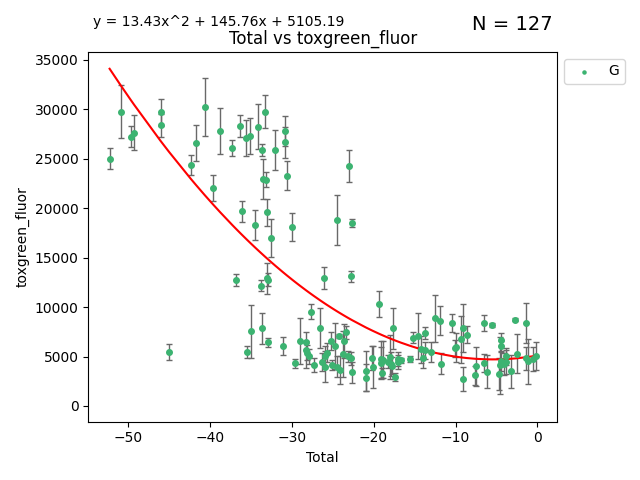 y = 13.43x^2 + 145.76x + 5105.19
N = 127
Total vs toxgreen_fluor
G
toxgreen_fluor
35000
30000
25000
20000
15000
10000
5000
0
−50
−40
−30
−20
−10
0
Total